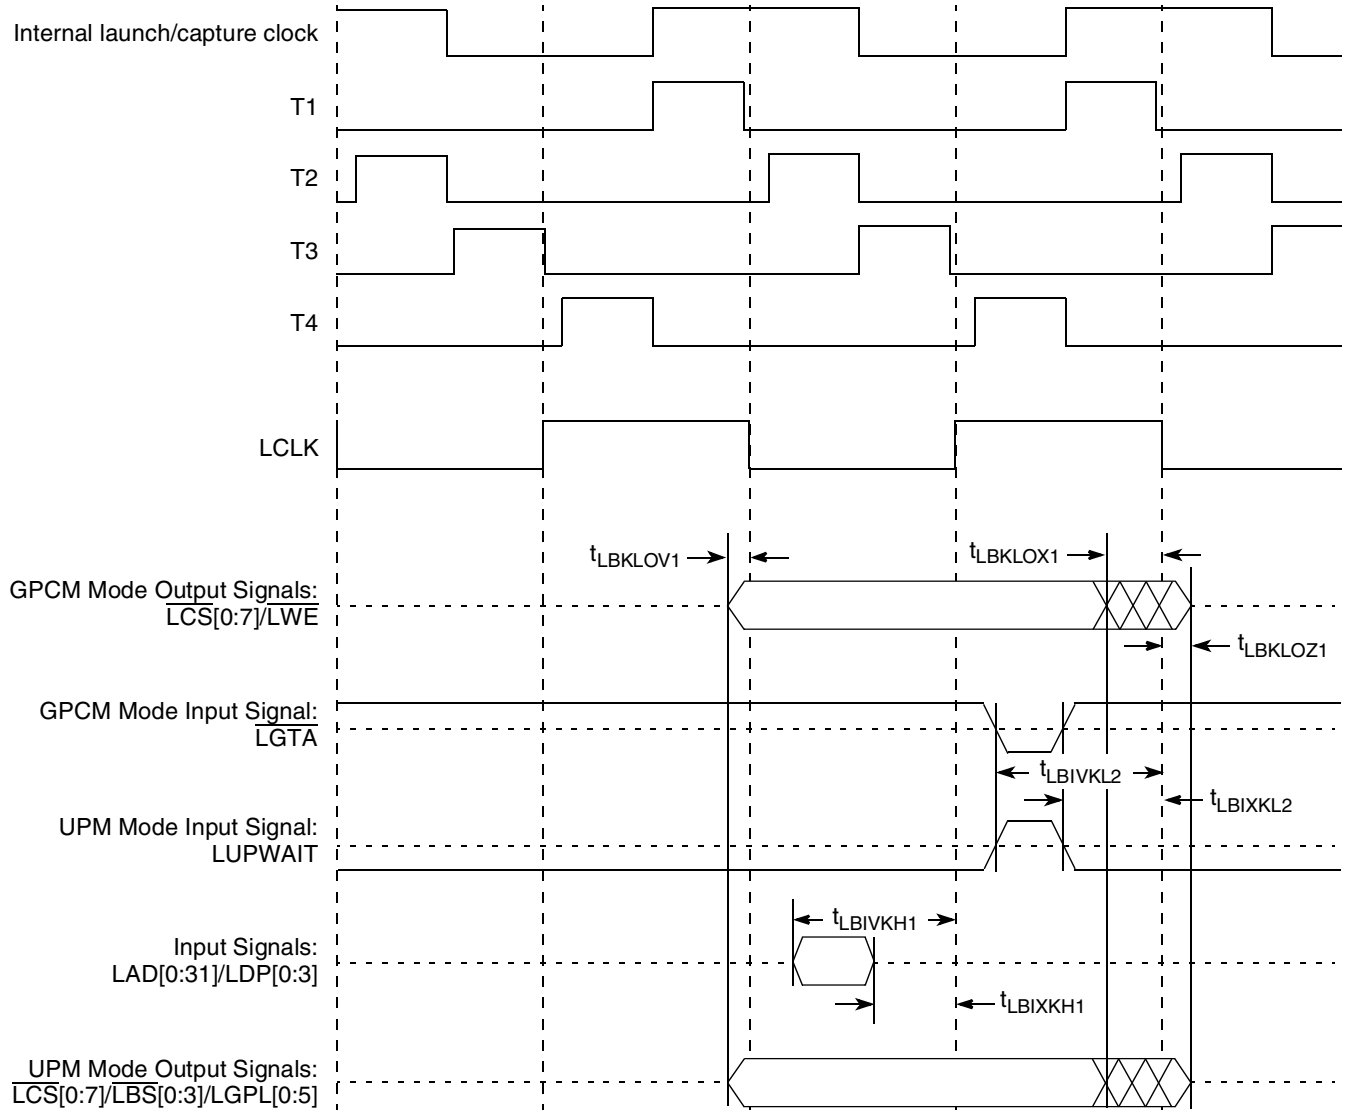 Internal launch/capture clock
T1
T2
T3
T4
LCLK
tLBKLOV1
tLBKLOX1
GPCM Mode Output Signals:
LCS[0:7]/LWE
tLBKLOZ1
GPCM Mode Input Signal:
LGTA
tLBIVKL2
tLBIXKL2
UPM Mode Input Signal:
LUPWAIT
tLBIVKH1
Input Signals:
LAD[0:31]/LDP[0:3]
tLBIXKH1
UPM Mode Output Signals:
LCS[0:7]/LBS[0:3]/LGPL[0:5]